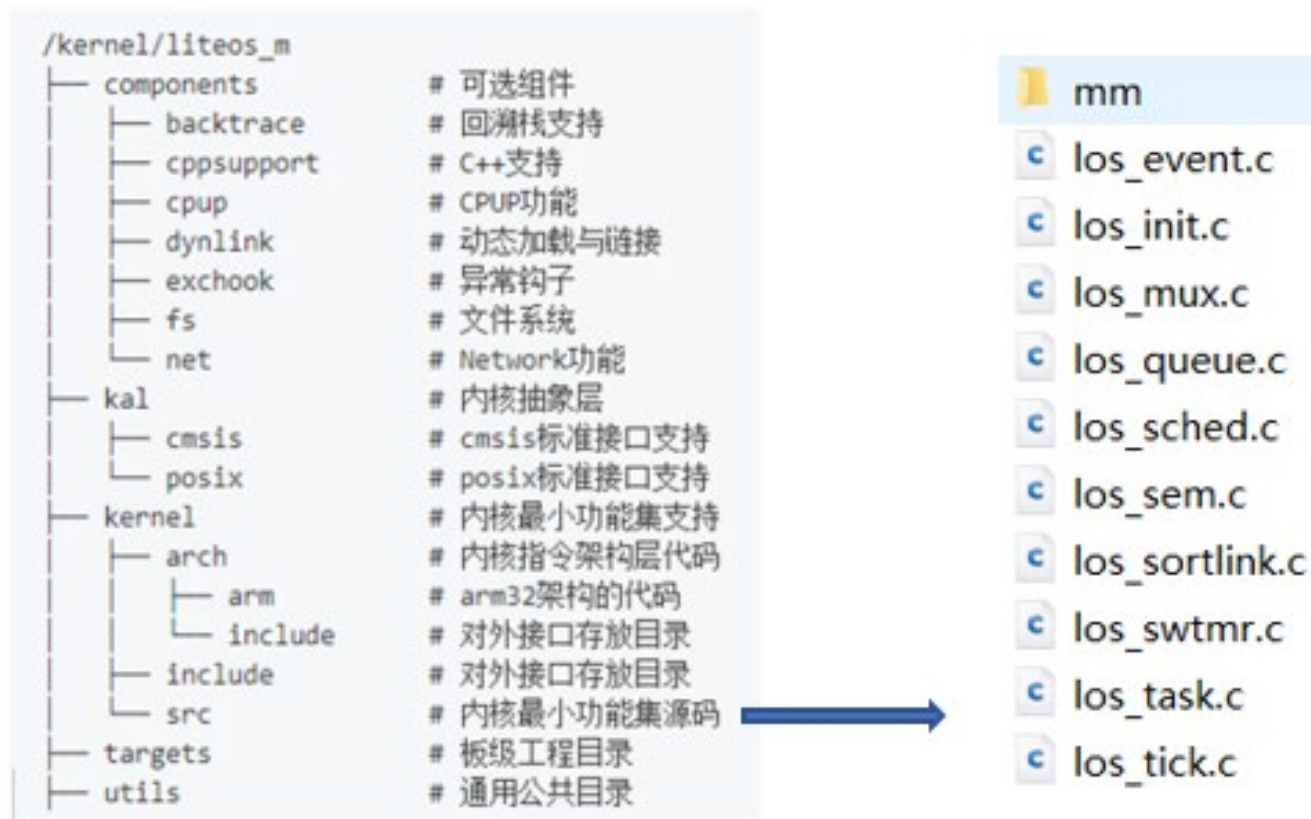 /kernel/liteos_m
├── components # 可选组件
│ ├── backtrace # 回溯栈支持
│ ├── cppsupport # C++支持
│ ├── cpup # CPUP功能
│ ├── dynlink # 动态加载与链接
│ ├── exchook # 异常钩子
│ ├── fs # 文件系统
│ └── net # Network功能
├── kal # 内核抽象层
│ ├── cmsis # cmsis标准接口支持
│ └── posix # posix标准接口支持
├── kernel # 内核最小功能集支持
│ ├── arch # 内核指令架构层代码
│ │ ├── arm # arm32架构的代码
│ │ └── include # 对外接口存放目录
│ ├── include # 对外接口存放目录
│ └── src # 内核最小功能集源码
├── targets # 板级工程目录
├── utils # 通用公共目录
mm
los_event.c
los_init.c
los_mux.c
los_queue.c
los_sched.c
los_sem.c
los_sortlink.c
los_swtmr.c
los_task.c
los_tick.c